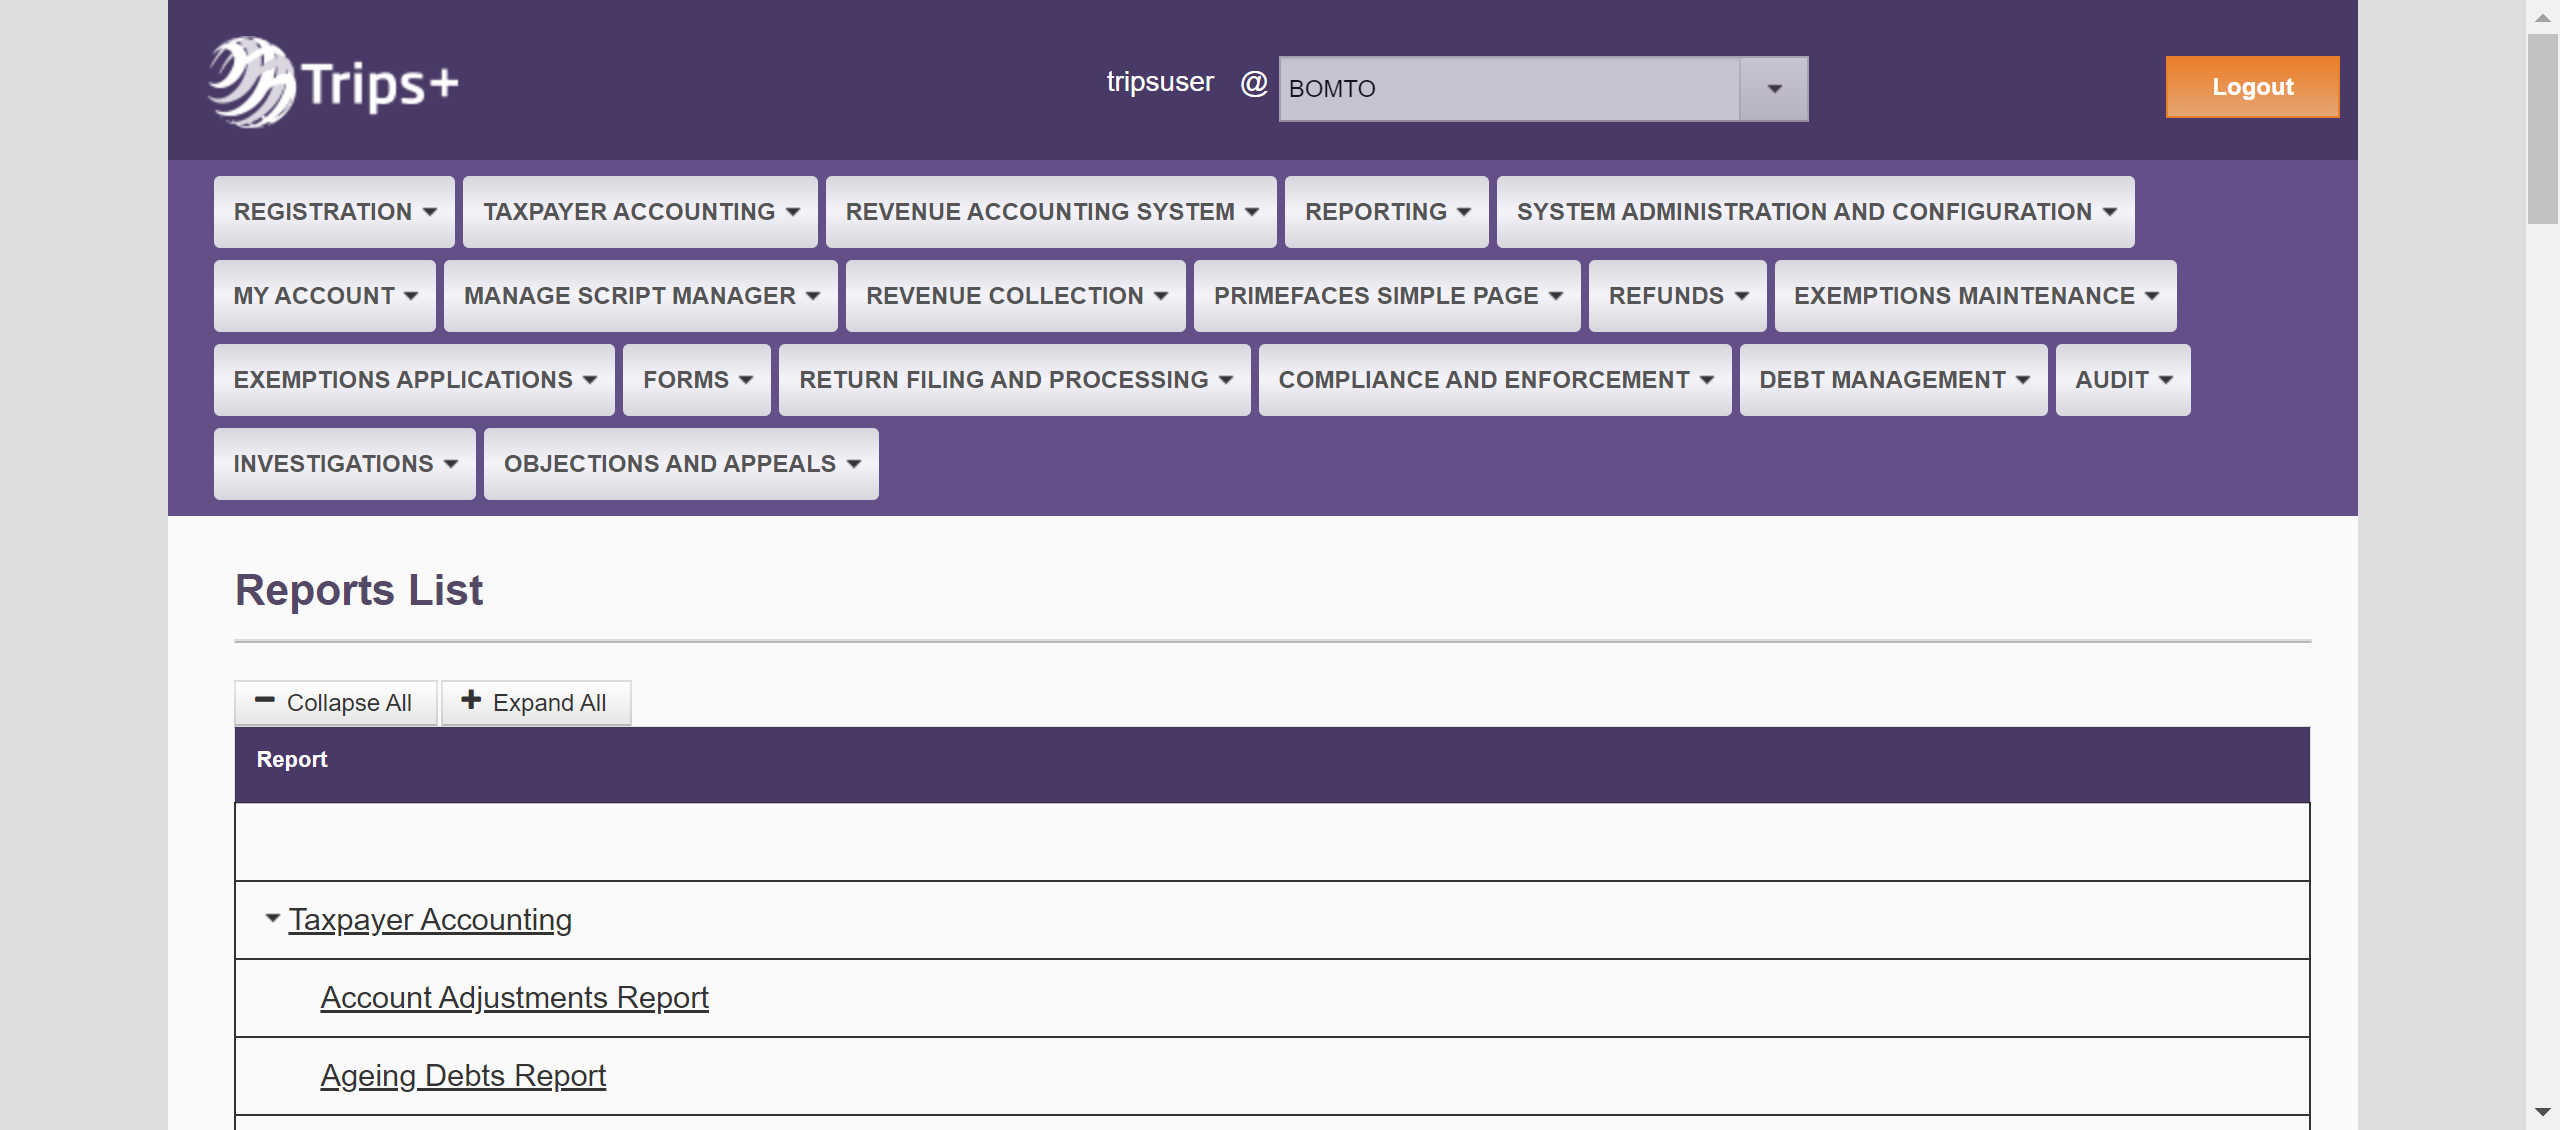 Trips+
tripsuser @ BOMTO
Logout
REGISTRATION TAXPAYER ACCOUNTING REVENUE ACCOUNTING SYSTEM REPORTING SYSTEM ADMINISTRATION AND CONFIGURATION
MY ACCOUNT MANAGE SCRIPT MANAGER REVENUE COLLECTION PRIMEFACES SIMPLE PAGE REFUNDS EXEMPTIONS MAINTENANCE
EXEMPTIONS APPLICATIONS FORMS RETURN FILING AND PROCESSING COMPLIANCE AND ENFORCEMENT DEBT MANAGEMENT AUDIT
INVESTIGATIONS OBJECTIONS AND APPEALS
Reports List
Collapse All Expand All
Report
Taxpayer Accounting
Account Adjustments Report
Ageing Debts Report